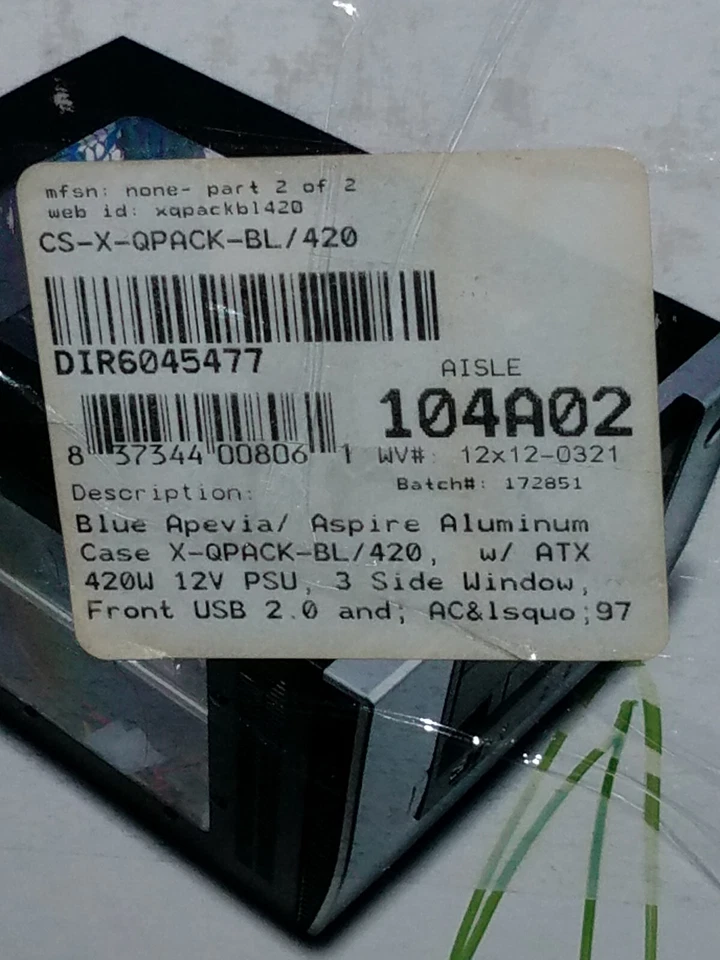 mfsn: none- part 2 of 2
web id: xqpackbl420
CS-X-QPACK-BL/420
DIR6045477
AISLE
104A02
8 37344 00806 1
WV#: 12x12-0321
Batch#: 172851
Description:
Blue Apevia/ Aspire Aluminum
Case X-QPACK-BL/420, w/ ATX
420W 12V PSU, 3 Side Window,
Front USB 2.0 and; AC&lsquo;97